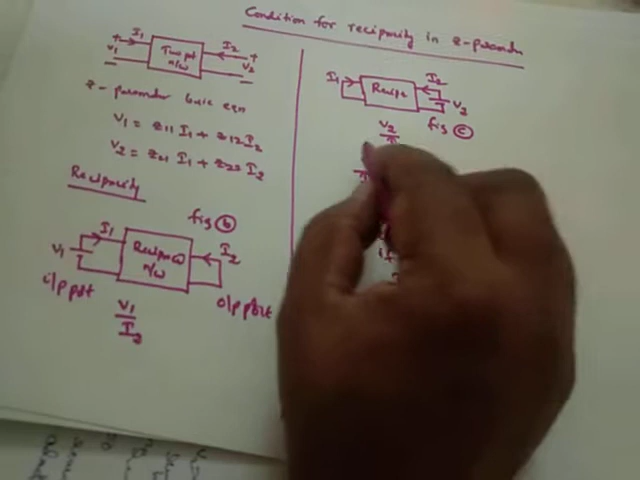 Condition for reciprocity in z-parameter
+ I1
V1
-
Two port
n/w
I2 +
V2
-
z-parameter basic eqn
V1 = z11 I1 + z12 I2
V2 = z21 I1 + z22 I2
Reciprocity
fig b
V1
I1
Reciprocal
n/w
I2
i/p port
o/p port
V1
I2
I1
I2
V2
fig c
V2